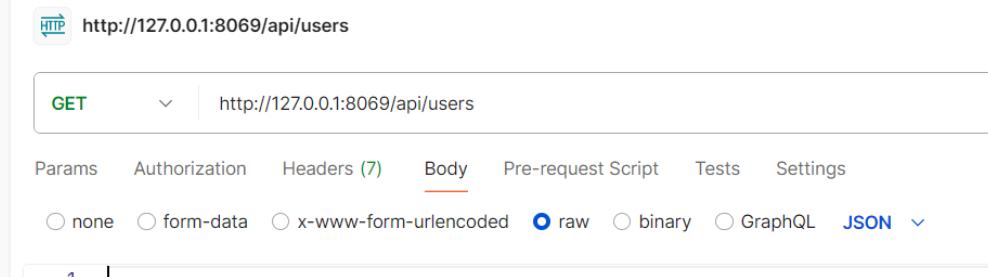 HTTP http://127.0.0.1:8069/api/users
GET http://127.0.0.1:8069/api/users
Params Authorization Headers (7) Body Pre-request Script Tests Settings
none form-data x-www-form-urlencoded raw binary GraphQL JSON
1